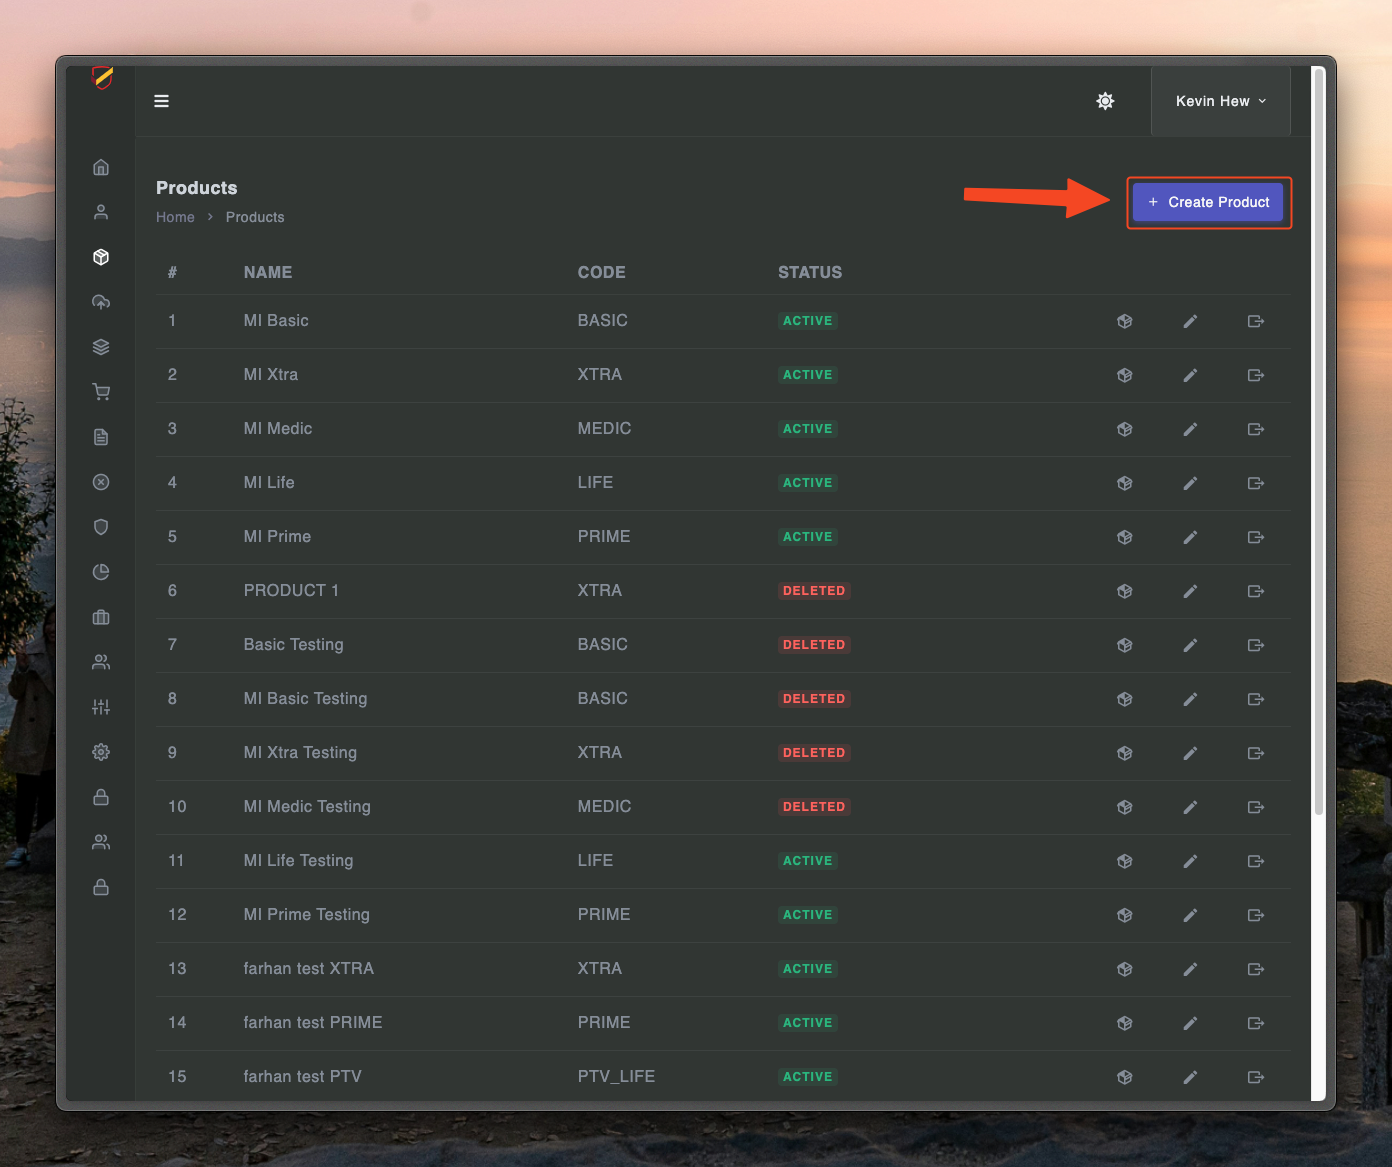 Kevin Hew
Products
Home > Products
+ Create Product
# NAME CODE STATUS
1 MI Basic BASIC ACTIVE
2 MI Xtra XTRA ACTIVE
3 MI Medic MEDIC ACTIVE
4 MI Life LIFE ACTIVE
5 MI Prime PRIME ACTIVE
6 PRODUCT 1 XTRA DELETED
7 Basic Testing BASIC DELETED
8 MI Basic Testing BASIC DELETED
9 MI Xtra Testing XTRA DELETED
10 MI Medic Testing MEDIC DELETED
11 MI Life Testing LIFE ACTIVE
12 MI Prime Testing PRIME ACTIVE
13 farhan test XTRA XTRA ACTIVE
14 farhan test PRIME PRIME ACTIVE
15 farhan test PTV PTV_LIFE ACTIVE